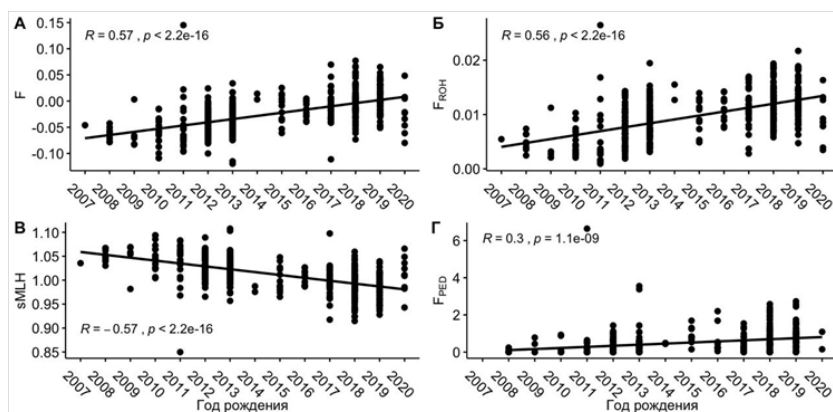 А
R = 0.57 , p < 2.2e-16
F
0.15
0.10
0.05
0.00
-0.05
-0.10
2007 2008 2009 2010 2011 2012 2013 2014 2015 2016 2017 2018 2019 2020
Б
R = 0.56 , p < 2.2e-16
FROH
0.02
0.01
0.00
2007 2008 2009 2010 2011 2012 2013 2014 2015 2016 2017 2018 2019 2020
В
R = −0.57 , p < 2.2e-16
sMLH
1.10
1.05
1.00
0.95
0.90
0.85
2007 2008 2009 2010 2011 2012 2013 2014 2015 2016 2017 2018 2019 2020
Год рождения
Г
R = 0.3 , p = 1.1e-09
FPED
6
4
2
0
2007 2008 2009 2010 2011 2012 2013 2014 2015 2016 2017 2018 2019 2020
Год рождения